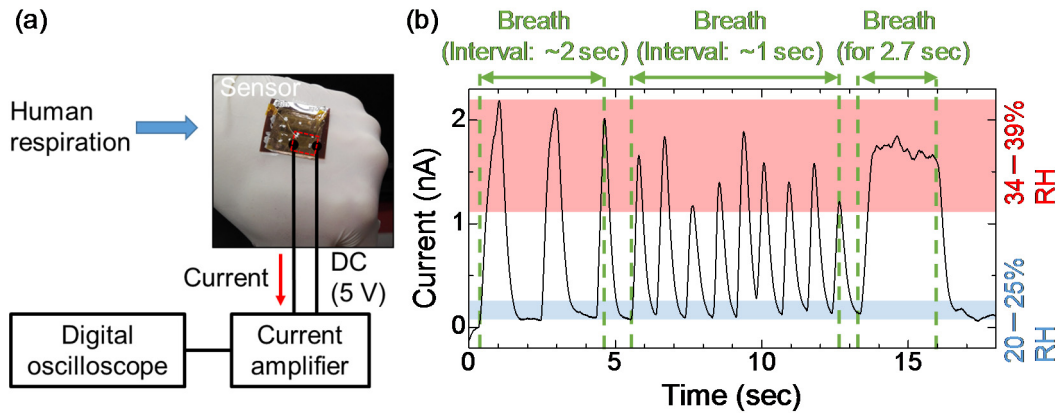 (a)
Sensor
Human
respiration
Current
DC
(5 V)
Digital
oscilloscope
Current
amplifier
(b)
Breath
(Interval: ~2 sec)
Breath
(Interval: ~1 sec)
Breath
(for 2.7 sec)
Current (nA)
2
1
0
0
5
10
15
Time (sec)
34 – 39%
RH
20 – 25%
RH